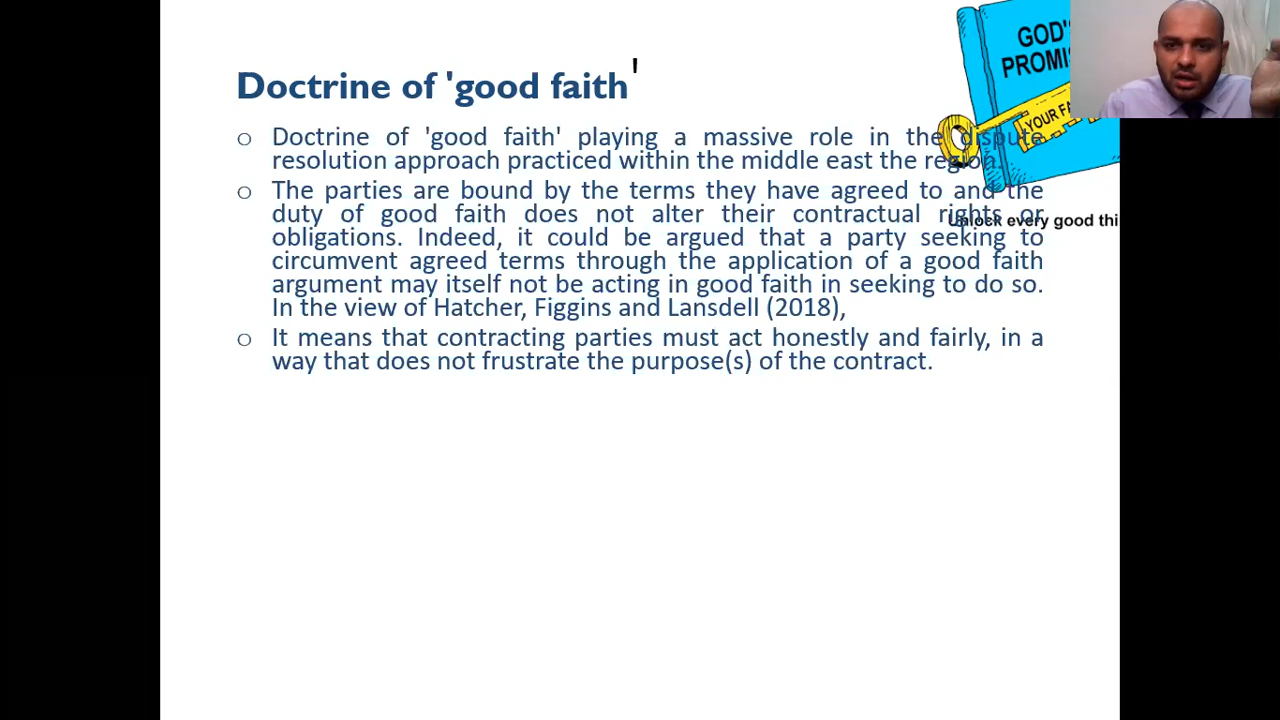 GOD'
PROMI
YOUR FA
Doctrine of 'good faith'
o Doctrine of 'good faith' playing a massive role in the dispute
resolution approach practiced within the middle east the region.
o The parties are bound by the terms they have agreed to and the
duty of good faith does not alter their contractual rights or
Unlock every good thi
obligations. Indeed, it could be argued that a party seeking to
circumvent agreed terms through the application of a good faith
argument may itself not be acting in good faith in seeking to do so.
In the view of Hatcher, Figgins and Lansdell (2018),
o It means that contracting parties must act honestly and fairly, in a
way that does not frustrate the purpose(s) of the contract.